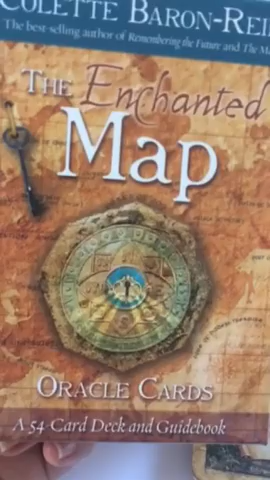 COLETTE BARON-REI
The best-selling author of Remembering the Future and The M
THE Enchanted
Map
ORACLE CARDS
A 54-Card Deck and Guidebook